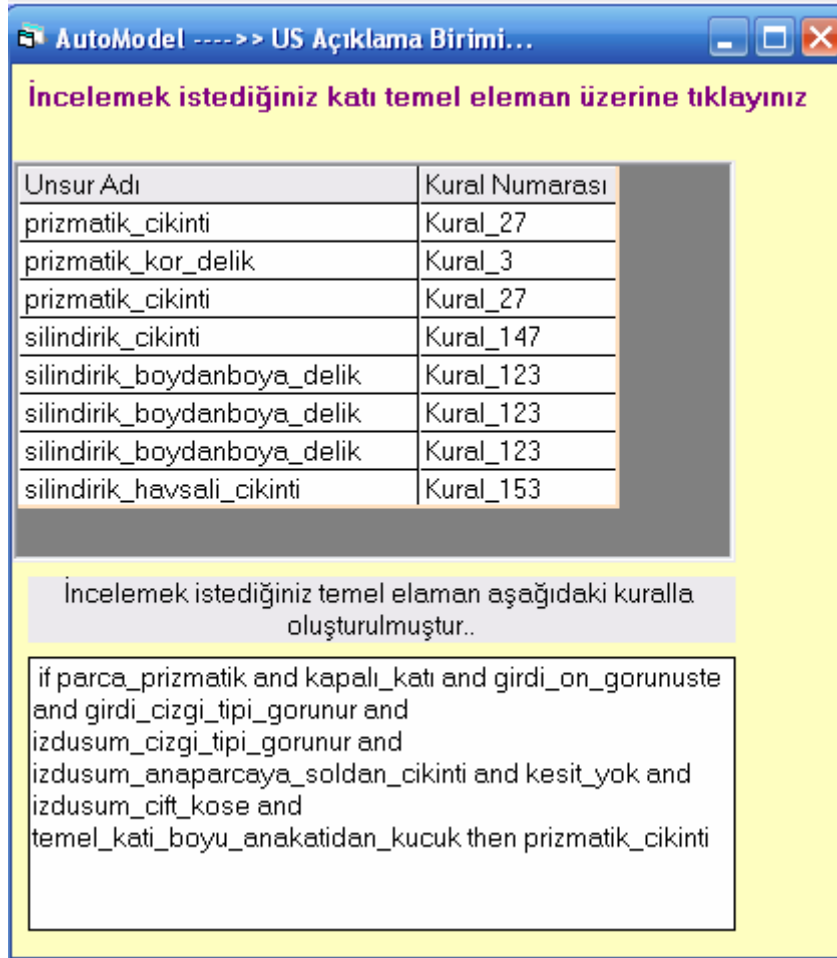 AutoModel ---->> US Açıklama Birimi...
İncelemek istediğiniz katı temel eleman üzerine tıklayınız
Unsur Adı Kural Numarası
prizmatik_cikinti Kural_27
prizmatik_kor_delik Kural_3
prizmatik_cikinti Kural_27
silindirik_cikinti Kural_147
silindirik_boydanboya_delik Kural_123
silindirik_boydanboya_delik Kural_123
silindirik_boydanboya_delik Kural_123
silindirik_havsali_cikinti Kural_153
İncelemek istediğiniz temel elaman aşağıdaki kuralla
oluşturulmuştur..
if parca_prizmatik and kapalı_katı and girdi_on_gorunuste
and girdi_cizgi_tipi_gorunur and
izdusum_cizgi_tipi_gorunur and
izdusum_anaparcaya_soldan_cikinti and kesit_yok and
izdusum_cift_kose and
temel_kati_boyu_anakatidan_kucuk then prizmatik_cikinti